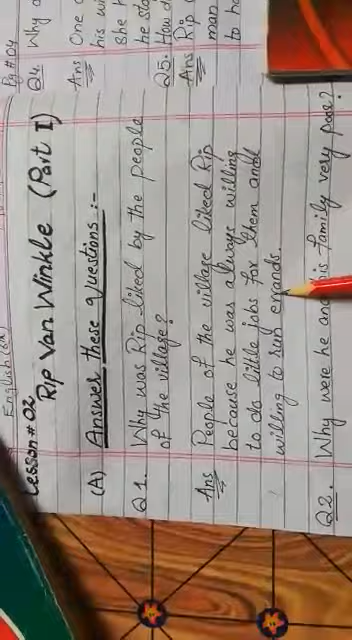 Pg #04
Q4. Why
Ans One
his wi
She h
he sta
Q5. How d
Ans Rip
man
to he
English (6th)
Lesson # 02
Rip Van Winkle (Part I)
(A) Answer these questions :-
Q1. Why was Rip liked by the people
of the village?
Ans People of the village liked Rip
because he was always willing
to do little jobs for them and
willing to run errands.
Q2. Why were he and his family very poor?